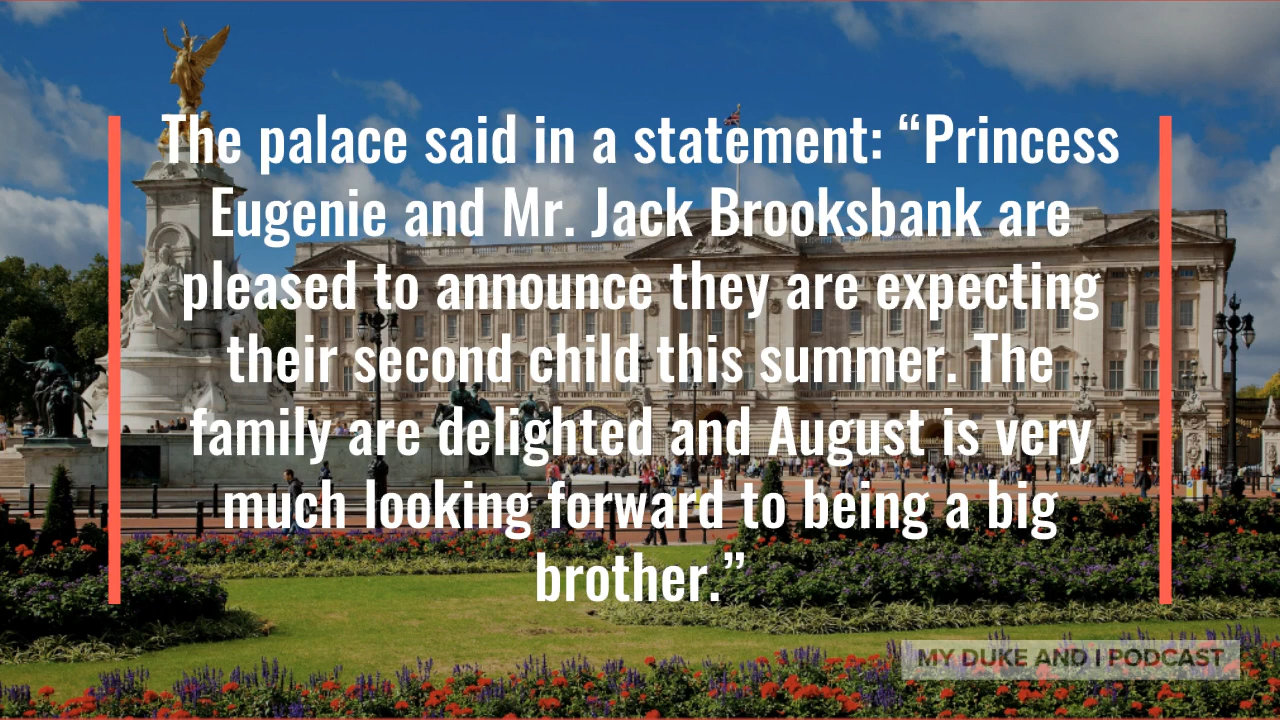 The palace said in a statement: “Princess
Eugenie and Mr. Jack Brooksbank are
pleased to announce they are expecting
their second child this summer. The
family are delighted and August is very
much looking forward to being a big
brother.”
MY DUKE AND I PODCAST